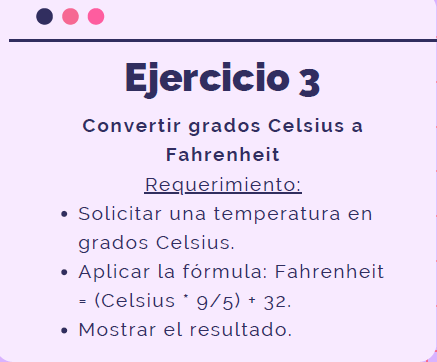 Ejercicio 3
Convertir grados Celsius a
Fahrenheit
Requerimiento:
• Solicitar una temperatura en
grados Celsius.
• Aplicar la fórmula: Fahrenheit
= (Celsius * 9/5) + 32.
• Mostrar el resultado.